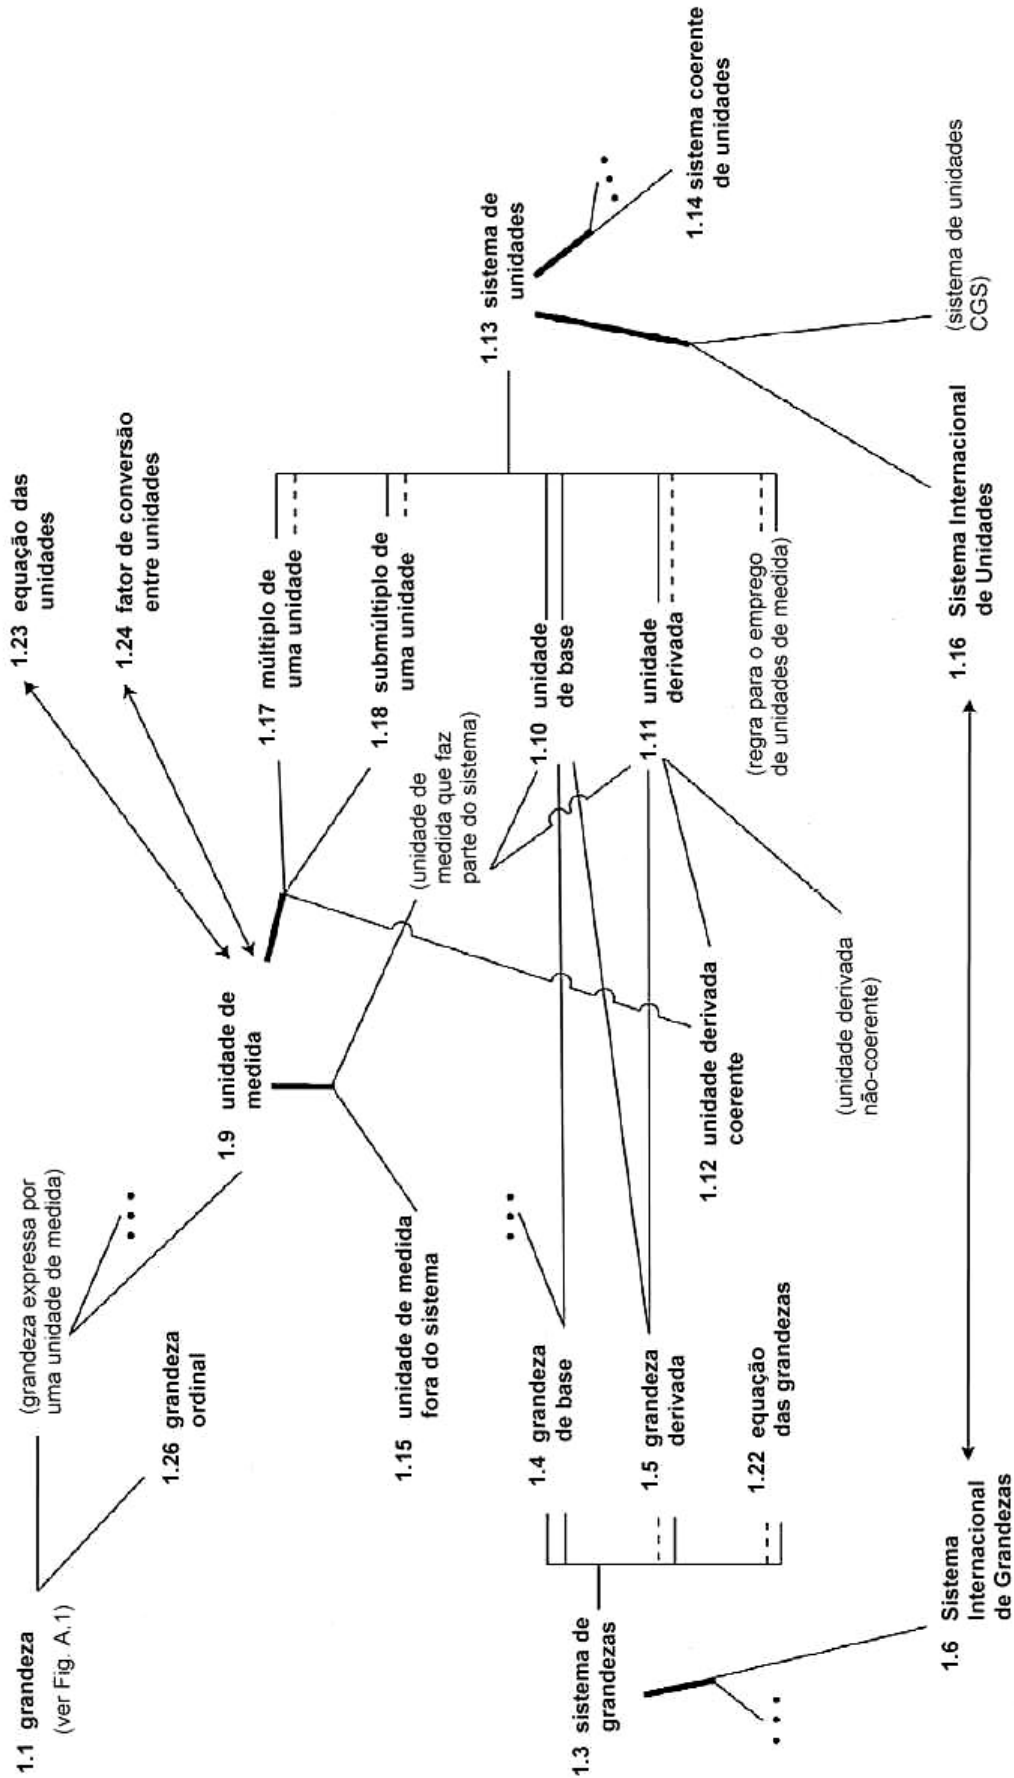 1.1 grandeza
(ver Fig. A.1)
(grandeza expressa por
uma unidade de medida)
1.26 grandeza
ordinal
1.23 equação das
unidades
1.24 fator de conversão
entre unidades
1.9 unidade de
medida
1.17 múltiplo de
uma unidade
1.18 submúltiplo de
uma unidade
1.15 unidade de medida
fora do sistema
(unidade de
medida que faz
parte do sistema)
1.13 sistema de
unidades
1.3 sistema de
grandezas
1.4 grandeza
de base
1.5 grandeza
derivada
1.22 equação
das grandezas
1.10 unidade
de base
1.11 unidade
derivada
(regra para o emprego
de unidades de medida)
1.12 unidade derivada
coerente
(unidade derivada
não-coerente)
1.14 sistema coerente
de unidades
1.6 Sistema
Internacional
de Grandezas
1.16 Sistema Internacional
de Unidades
(sistema de unidades
CGS)